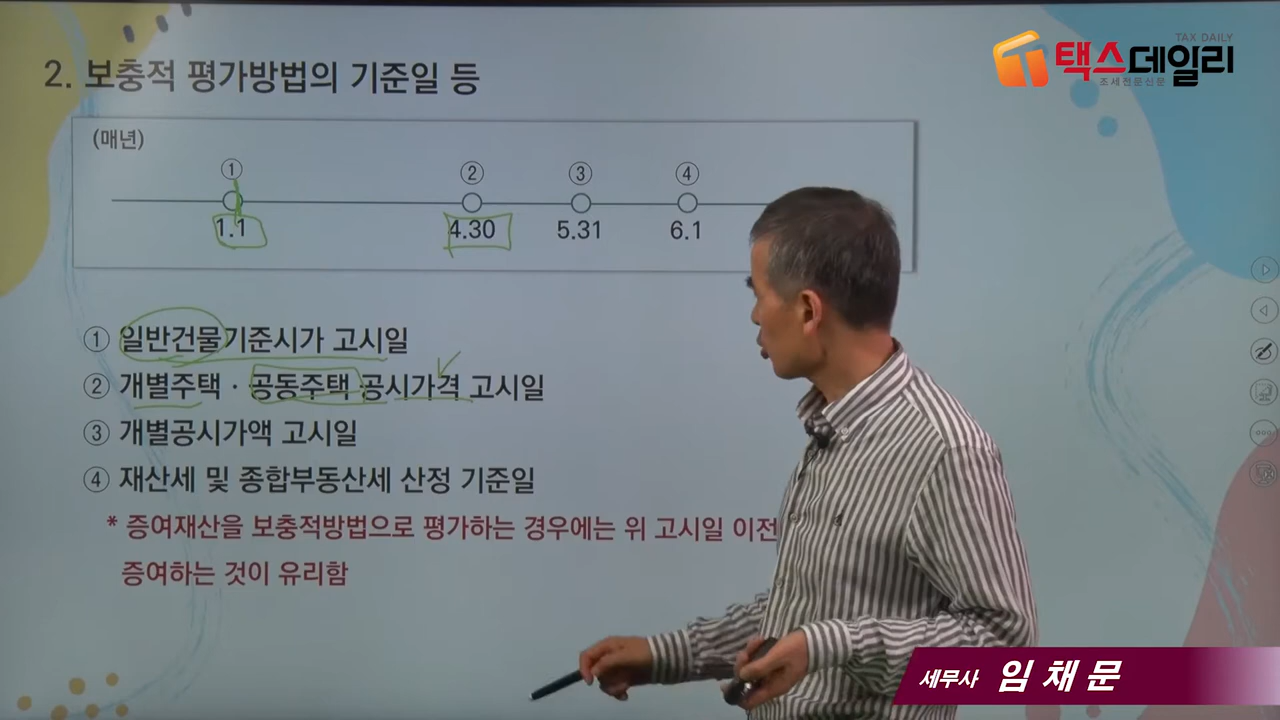 TAX DAILY
택스데일리
조세전문신문
2. 보충적 평가방법의 기준일 등
(매년)
① ② ③ ④
1.1 4.30 5.31 6.1
① 일반건물기준시가 고시일
② 개별주택 · 공동주택 공시가격 고시일
③ 개별공시가액 고시일
④ 재산세 및 종합부동산세 산정 기준일
* 증여재산을 보충적방법으로 평가하는 경우에는 위 고시일 이전
증여하는 것이 유리함
세무사 임채문